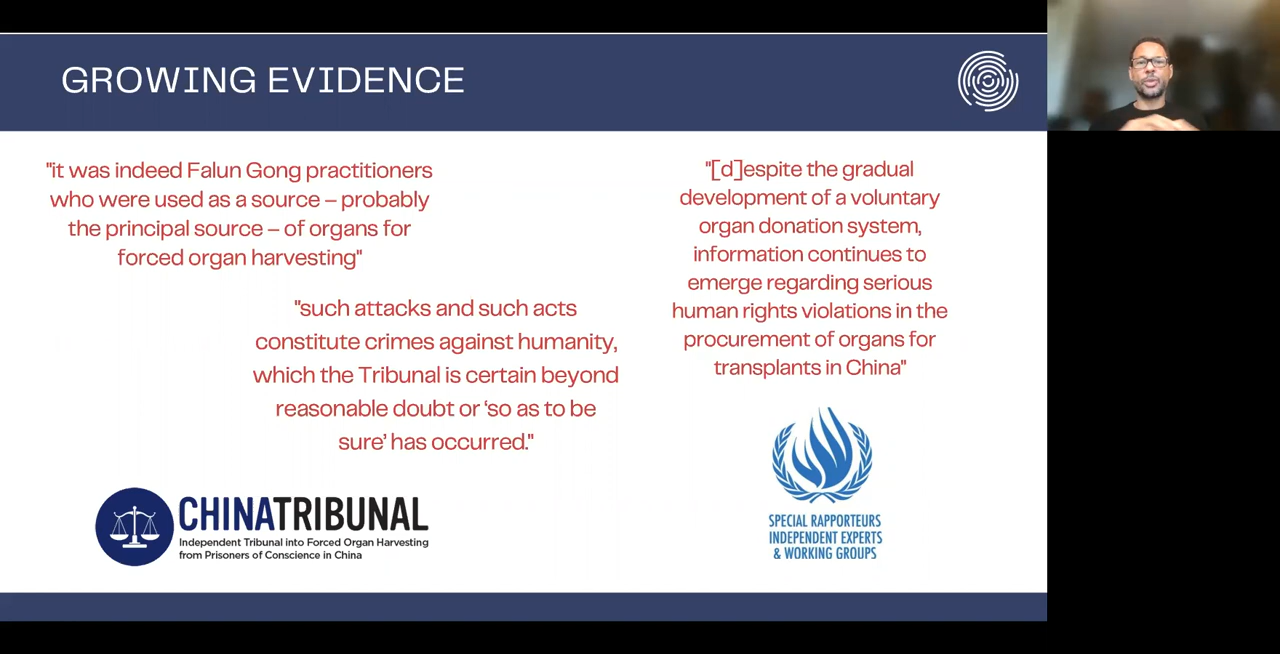 GROWING EVIDENCE
"it was indeed Falun Gong practitioners
who were used as a source – probably
the principal source – of organs for
forced organ harvesting"
"such attacks and such acts
constitute crimes against humanity,
which the Tribunal is certain beyond
reasonable doubt or ‘so as to be
sure’ has occurred."
CHINATRIBUNAL
Independent Tribunal into Forced Organ Harvesting
from Prisoners of Conscience in China
"[d]espite the gradual
development of a voluntary
organ donation system,
information continues to
emerge regarding serious
human rights violations in the
procurement of organs for
transplants in China"
SPECIAL RAPPORTEURS
INDEPENDENT EXPERTS
& WORKING GROUPS